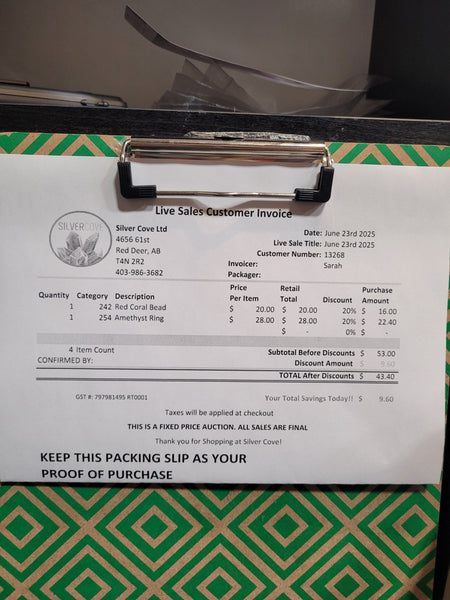 Live Sales Customer Invoice
SILVERCOVE
Silver Cove Ltd
4656 61st
Red Deer, AB
T4N 2R2
403-986-3682
Date: June 23rd 2025
Live Sale Title: June 23rd 2025
Customer Number: 13268
Invoicer: Sarah
Packager:
Quantity Category Description Price Per Item Retail Total Discount Purchase Amount
1 242 Red Coral Bead $ 20.00 $ 20.00 20% $ 16.00
1 254 Amethyst Ring $ 28.00 $ 28.00 20% $ 22.40
$ - 0% $ -
4 Item Count
Subtotal Before Discounts $ 53.00
CONFIRMED BY:
Discount Amount $ 9.60
TOTAL After Discounts $ 43.40
GST #: 797981495 RT0001
Your Total Savings Today!! $ 9.60
Taxes will be applied at checkout
THIS IS A FIXED PRICE AUCTION. ALL SALES ARE FINAL
Thank you for Shopping at Silver Cove!
KEEP THIS PACKING SLIP AS YOUR
PROOF OF PURCHASE